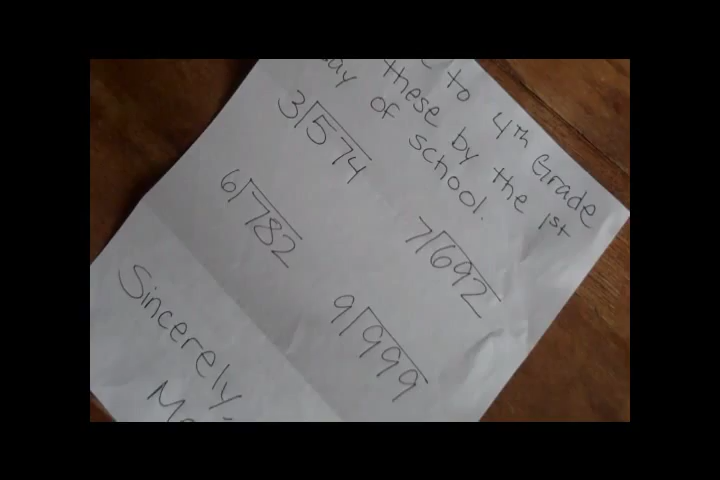 to 4th Grade
these by the 1st
day of school.
3)574
7)692
6)782
9)999
Sincerely,